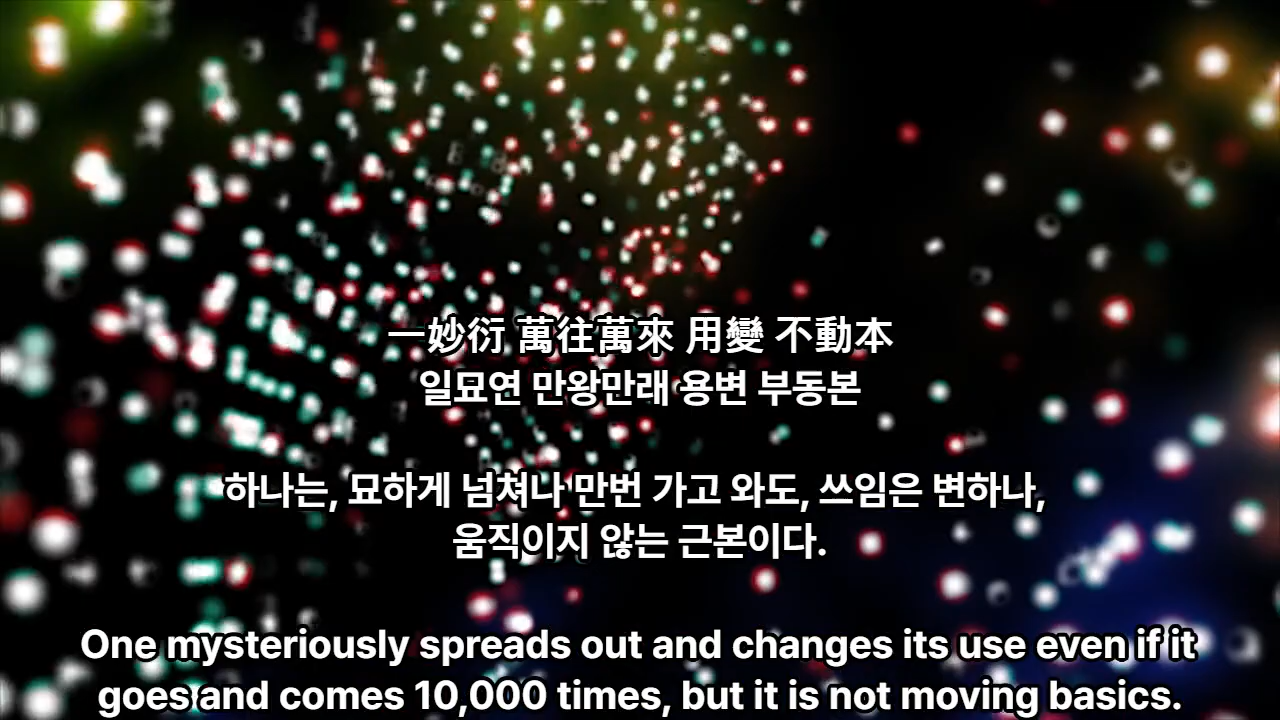 一妙衍 萬往萬來 用變 不動本
일묘연 만왕만래 용변 부동본
하나는, 묘하게 넘쳐나 만번 가고 와도, 쓰임은 변하나,
움직이지 않는 근본이다.
One mysteriously spreads out and changes its use even if it
goes and comes 10,000 times, but it is not moving basics.